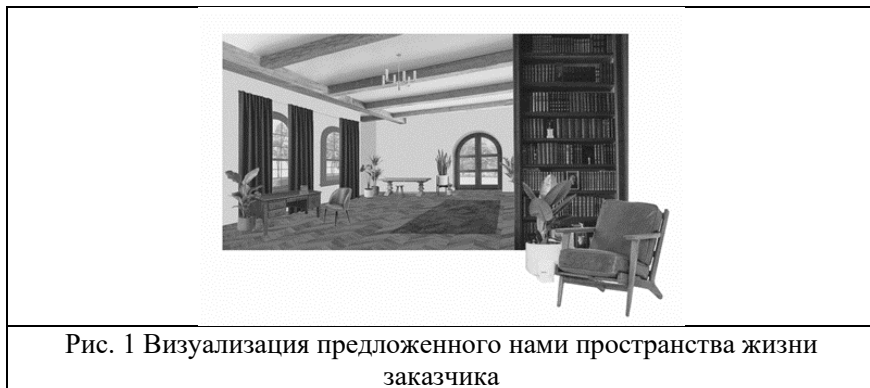 Рис. 1 Визуализация предложенного нами пространства жизни
заказчика